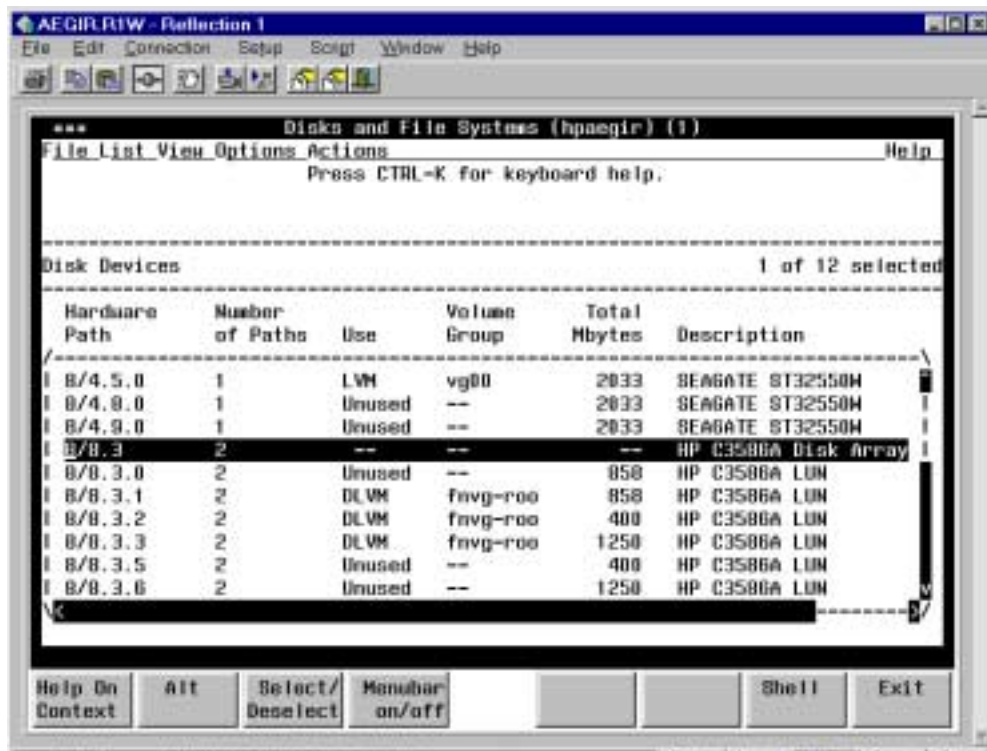 AEGIR.R1W - Reflection 1
File Edit Connection Setup Script Window Help
*** Disks and File Systems (hpaegir) (1)
File List View Options Actions Help
Press CTRL-K for keyboard help.
Disk Devices 1 of 12 selected
Hardware Number Volume Total
Path of Paths Use Group Mbytes Description
8/4.5.0 1 LVM vg00 2033 SEAGATE ST32550W
8/4.8.0 1 Unused -- 2033 SEAGATE ST32550W
8/4.9.0 1 Unused -- 2033 SEAGATE ST32550W
8/8.3 2 -- -- -- HP C3586A Disk Array
8/8.3.0 2 Unused -- 858 HP C3586A LUN
8/8.3.1 2 DLVM fnvg-roo 858 HP C3586A LUN
8/8.3.2 2 DLVM fnvg-roo 400 HP C3586A LUN
8/8.3.3 2 DLVM fnvg-roo 1250 HP C3586A LUN
8/8.3.5 2 Unused -- 400 HP C3586A LUN
8/8.3.6 2 Unused -- 1250 HP C3586A LUN
Help On Alt Select/ Menubar Shell Exit
Context Deselect on/off